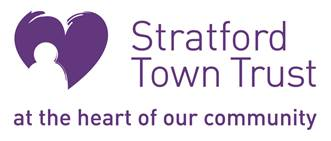 Stratford
Town Trust
at the heart of our community